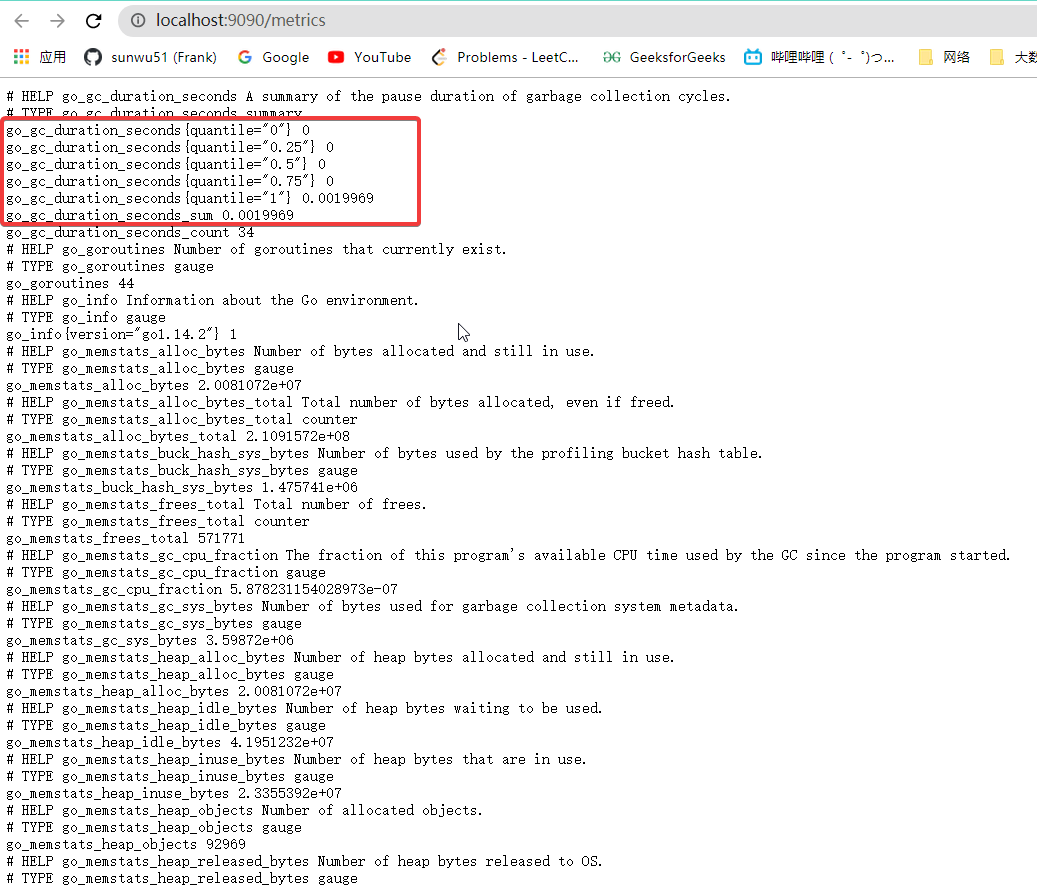 localhost:9090/metrics
应用 sunwu51 (Frank) Google YouTube Problems - LeetC... GeeksforGeeks 哔哩哔哩 ( ゜- ゜)つ... 网络 大数
# HELP go_gc_duration_seconds A summary of the pause duration of garbage collection cycles.
# TYPE go_gc_duration_seconds summary
go_gc_duration_seconds{quantile="0"} 0
go_gc_duration_seconds{quantile="0.25"} 0
go_gc_duration_seconds{quantile="0.5"} 0
go_gc_duration_seconds{quantile="0.75"} 0
go_gc_duration_seconds{quantile="1"} 0.0019969
go_gc_duration_seconds_sum 0.0019969
go_gc_duration_seconds_count 34
# HELP go_goroutines Number of goroutines that currently exist.
# TYPE go_goroutines gauge
go_goroutines 44
# HELP go_info Information about the Go environment.
# TYPE go_info gauge
go_info{version="go1.14.2"} 1
# HELP go_memstats_alloc_bytes Number of bytes allocated and still in use.
# TYPE go_memstats_alloc_bytes gauge
go_memstats_alloc_bytes 2.0081072e+07
# HELP go_memstats_alloc_bytes_total Total number of bytes allocated, even if freed.
# TYPE go_memstats_alloc_bytes_total counter
go_memstats_alloc_bytes_total 2.1091572e+08
# HELP go_memstats_buck_hash_sys_bytes Number of bytes used by the profiling bucket hash table.
# TYPE go_memstats_buck_hash_sys_bytes gauge
go_memstats_buck_hash_sys_bytes 1.475741e+06
# HELP go_memstats_frees_total Total number of frees.
# TYPE go_memstats_frees_total counter
go_memstats_frees_total 571771
# HELP go_memstats_gc_cpu_fraction The fraction of this program's available CPU time used by the GC since the program started.
# TYPE go_memstats_gc_cpu_fraction gauge
go_memstats_gc_cpu_fraction 5.878231154028973e-07
# HELP go_memstats_gc_sys_bytes Number of bytes used for garbage collection system metadata.
# TYPE go_memstats_gc_sys_bytes gauge
go_memstats_gc_sys_bytes 3.59872e+06
# HELP go_memstats_heap_alloc_bytes Number of heap bytes allocated and still in use.
# TYPE go_memstats_heap_alloc_bytes gauge
go_memstats_heap_alloc_bytes 2.0081072e+07
# HELP go_memstats_heap_idle_bytes Number of heap bytes waiting to be used.
# TYPE go_memstats_heap_idle_bytes gauge
go_memstats_heap_idle_bytes 4.1951232e+07
# HELP go_memstats_heap_inuse_bytes Number of heap bytes that are in use.
# TYPE go_memstats_heap_inuse_bytes gauge
go_memstats_heap_inuse_bytes 2.3355392e+07
# HELP go_memstats_heap_objects Number of allocated objects.
# TYPE go_memstats_heap_objects gauge
go_memstats_heap_objects 92969
# HELP go_memstats_heap_released_bytes Number of heap bytes released to OS.
# TYPE go_memstats_heap_released_bytes gauge